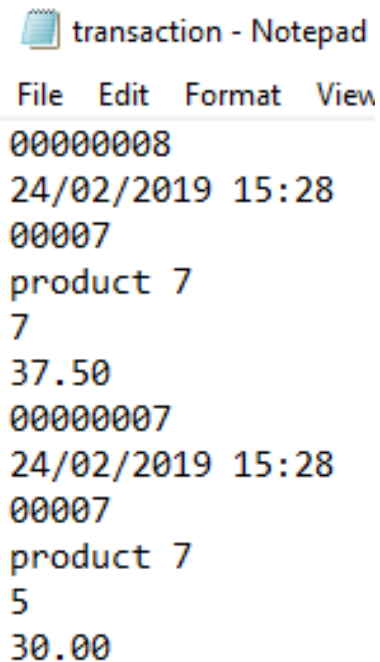 transaction - Notepad
File Edit Format View
00000008
24/02/2019 15:28
00007
product 7
7
37.50
00000007
24/02/2019 15:28
00007
product 7
5
30.00